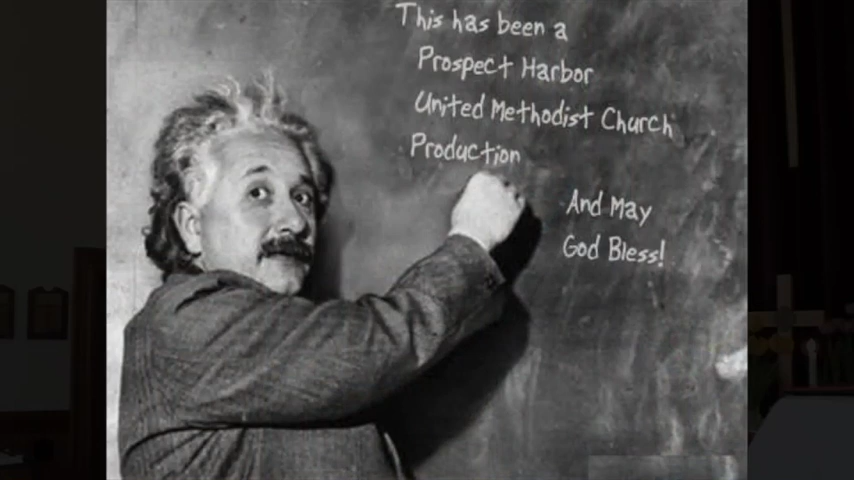 This has been a
Prospect Harbor
United Methodist Church
Production
And May
God Bless!